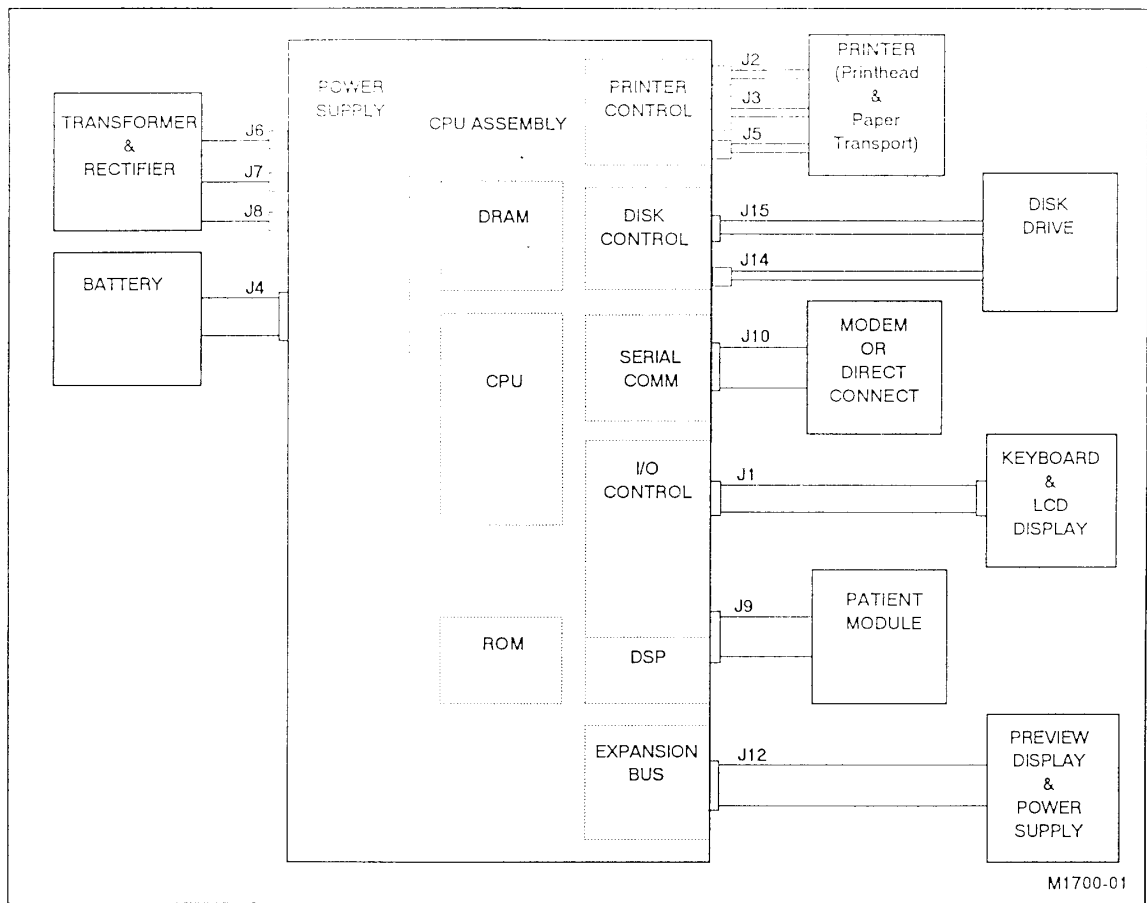 TRANSFORMER
&
RECTIFIER
J6
J7
J8
BATTERY
J4
POWER
SUPPLY
CPU ASSEMBLY
DRAM
CPU
ROM
PRINTER
CONTROL
DISK
CONTROL
SERIAL
COMM
I/O
CONTROL
DSP
EXPANSION
BUS
J2
J3
J5
PRINTER
(Printhead
&
Paper
Transport)
J15
J14
DISK
DRIVE
J10
MODEM
OR
DIRECT
CONNECT
J1
KEYBOARD
&
LCD
DISPLAY
J9
PATIENT
MODULE
J12
PREVIEW
DISPLAY
&
POWER
SUPPLY
M1700-01